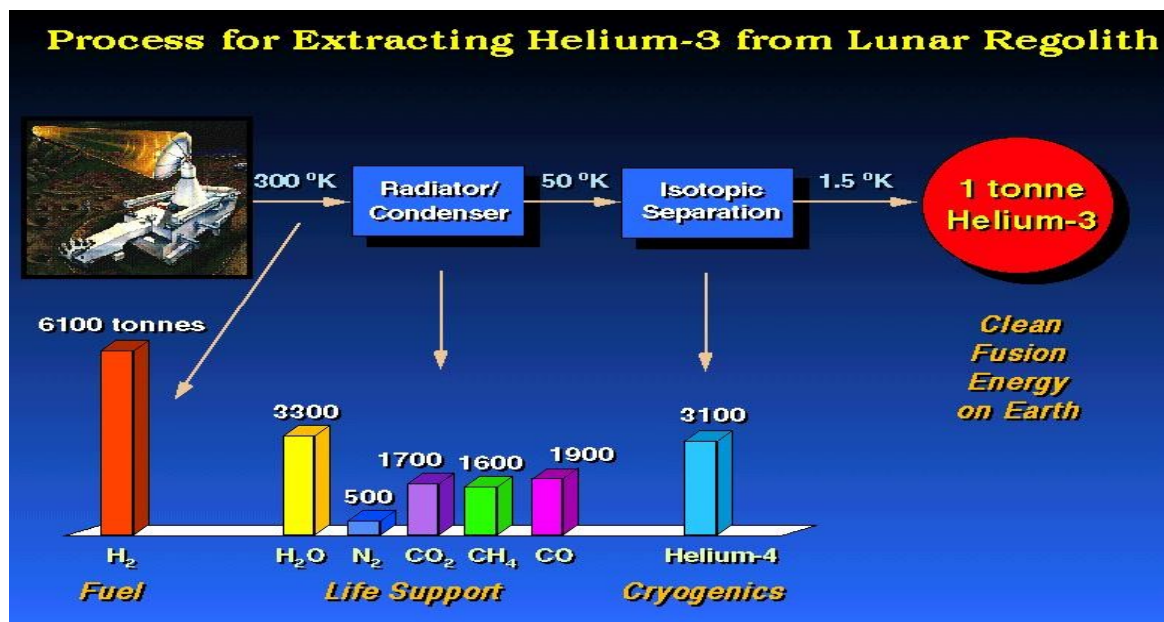 Process for Extracting Helium-3 from Lunar Regolith
300 °K
Radiator/
Condenser
50 °K
Isotopic
Separation
1.5 °K
1 tonne
Helium-3
6100 tonnes
3300
500
1700
1600
1900
3100
Clean
Fusion
Energy
on Earth
H₂
H₂O
N₂
CO₂
CH₄
CO
Helium-4
Fuel
Life Support
Cryogenics